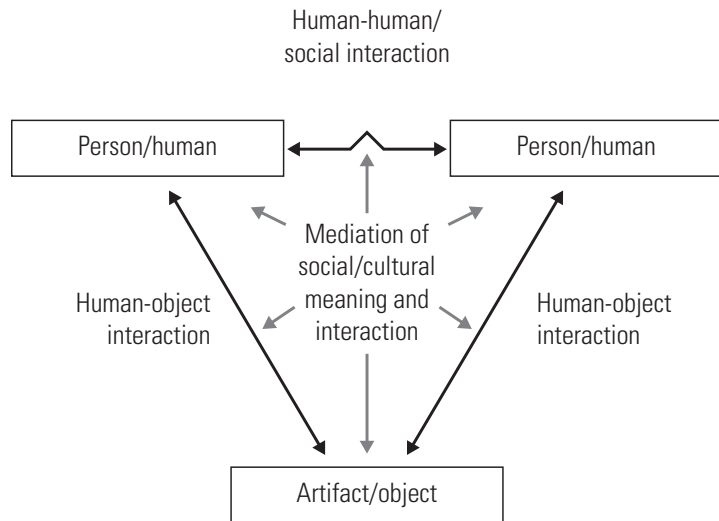 Human-human/
social interaction
Person/human
Person/human
Mediation of
social/cultural
meaning and
interaction
Human-object
interaction
Human-object
interaction
Artifact/object